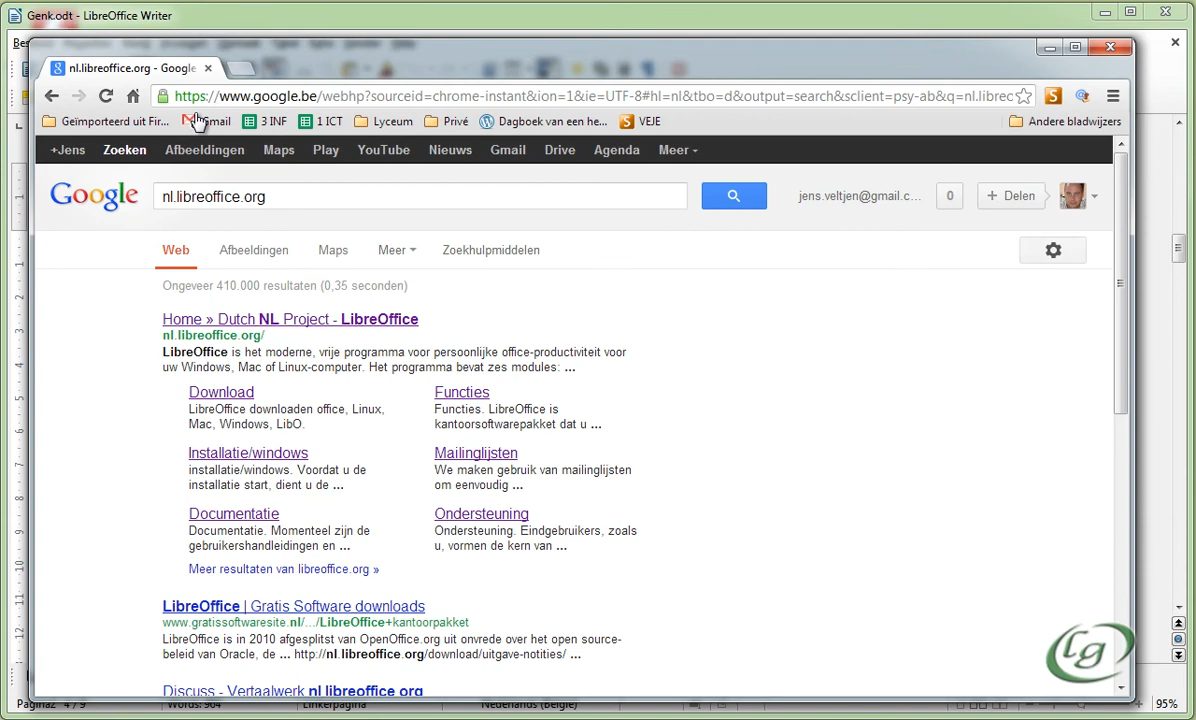 Genk.odt - LibreOffice Writer
nl.libreoffice.org - Google
https://www.google.be/webhp?sourceid=chrome-instant&ion=1&ie=UTF-8#hl=nl&tbo=d&output=search&sclient=psy-ab&q=nl.librec
Geïmporteerd uit Fir... Gmail 3 INF 1 ICT Lyceum Privé Dagboek van een he... VEJE Andere bladwijzers
+Jens Zoeken Afbeeldingen Maps Play YouTube Nieuws Gmail Drive Agenda Meer
Google nl.libreoffice.org jens.veltjen@gmail.c... 0 + Delen
Web Afbeeldingen Maps Meer Zoekhulpmiddelen
Ongeveer 410.000 resultaten (0,35 seconden)
Home » Dutch NL Project - LibreOffice
nl.libreoffice.org/
LibreOffice is het moderne, vrije programma voor persoonlijke office-productiviteit voor
uw Windows, Mac of Linux-computer. Het programma bevat zes modules: ...
Download
LibreOffice downloaden office, Linux,
Mac, Windows, LibO.
Functies
Functies. LibreOffice is
kantoorsoftwarepakket dat u ...
Installatie/windows
installatie/windows. Voordat u de
installatie start, dient u de ...
Mailinglijsten
We maken gebruik van mailinglijsten
om eenvoudig ...
Documentatie
Documentatie. Momenteel zijn de
gebruikershandleidingen en ...
Ondersteuning
Ondersteuning. Eindgebruikers, zoals
u, vormen de kern van ...
Meer resultaten van libreoffice.org »
LibreOffice | Gratis Software downloads
www.gratissoftwaresite.nl/.../LibreOffice+kantoorpakket
LibreOffice is in 2010 afgesplitst van OpenOffice.org uit onvrede over het open source-
beleid van Oracle, de ... http://nl.libreoffice.org/download/uitgave-notities/ ...
Discuss - Vertaalwerk nl.libreoffice.org
lg
Pagina2 4 / 9 Words: 904 Linkerpagina Nederlands (België) 95%